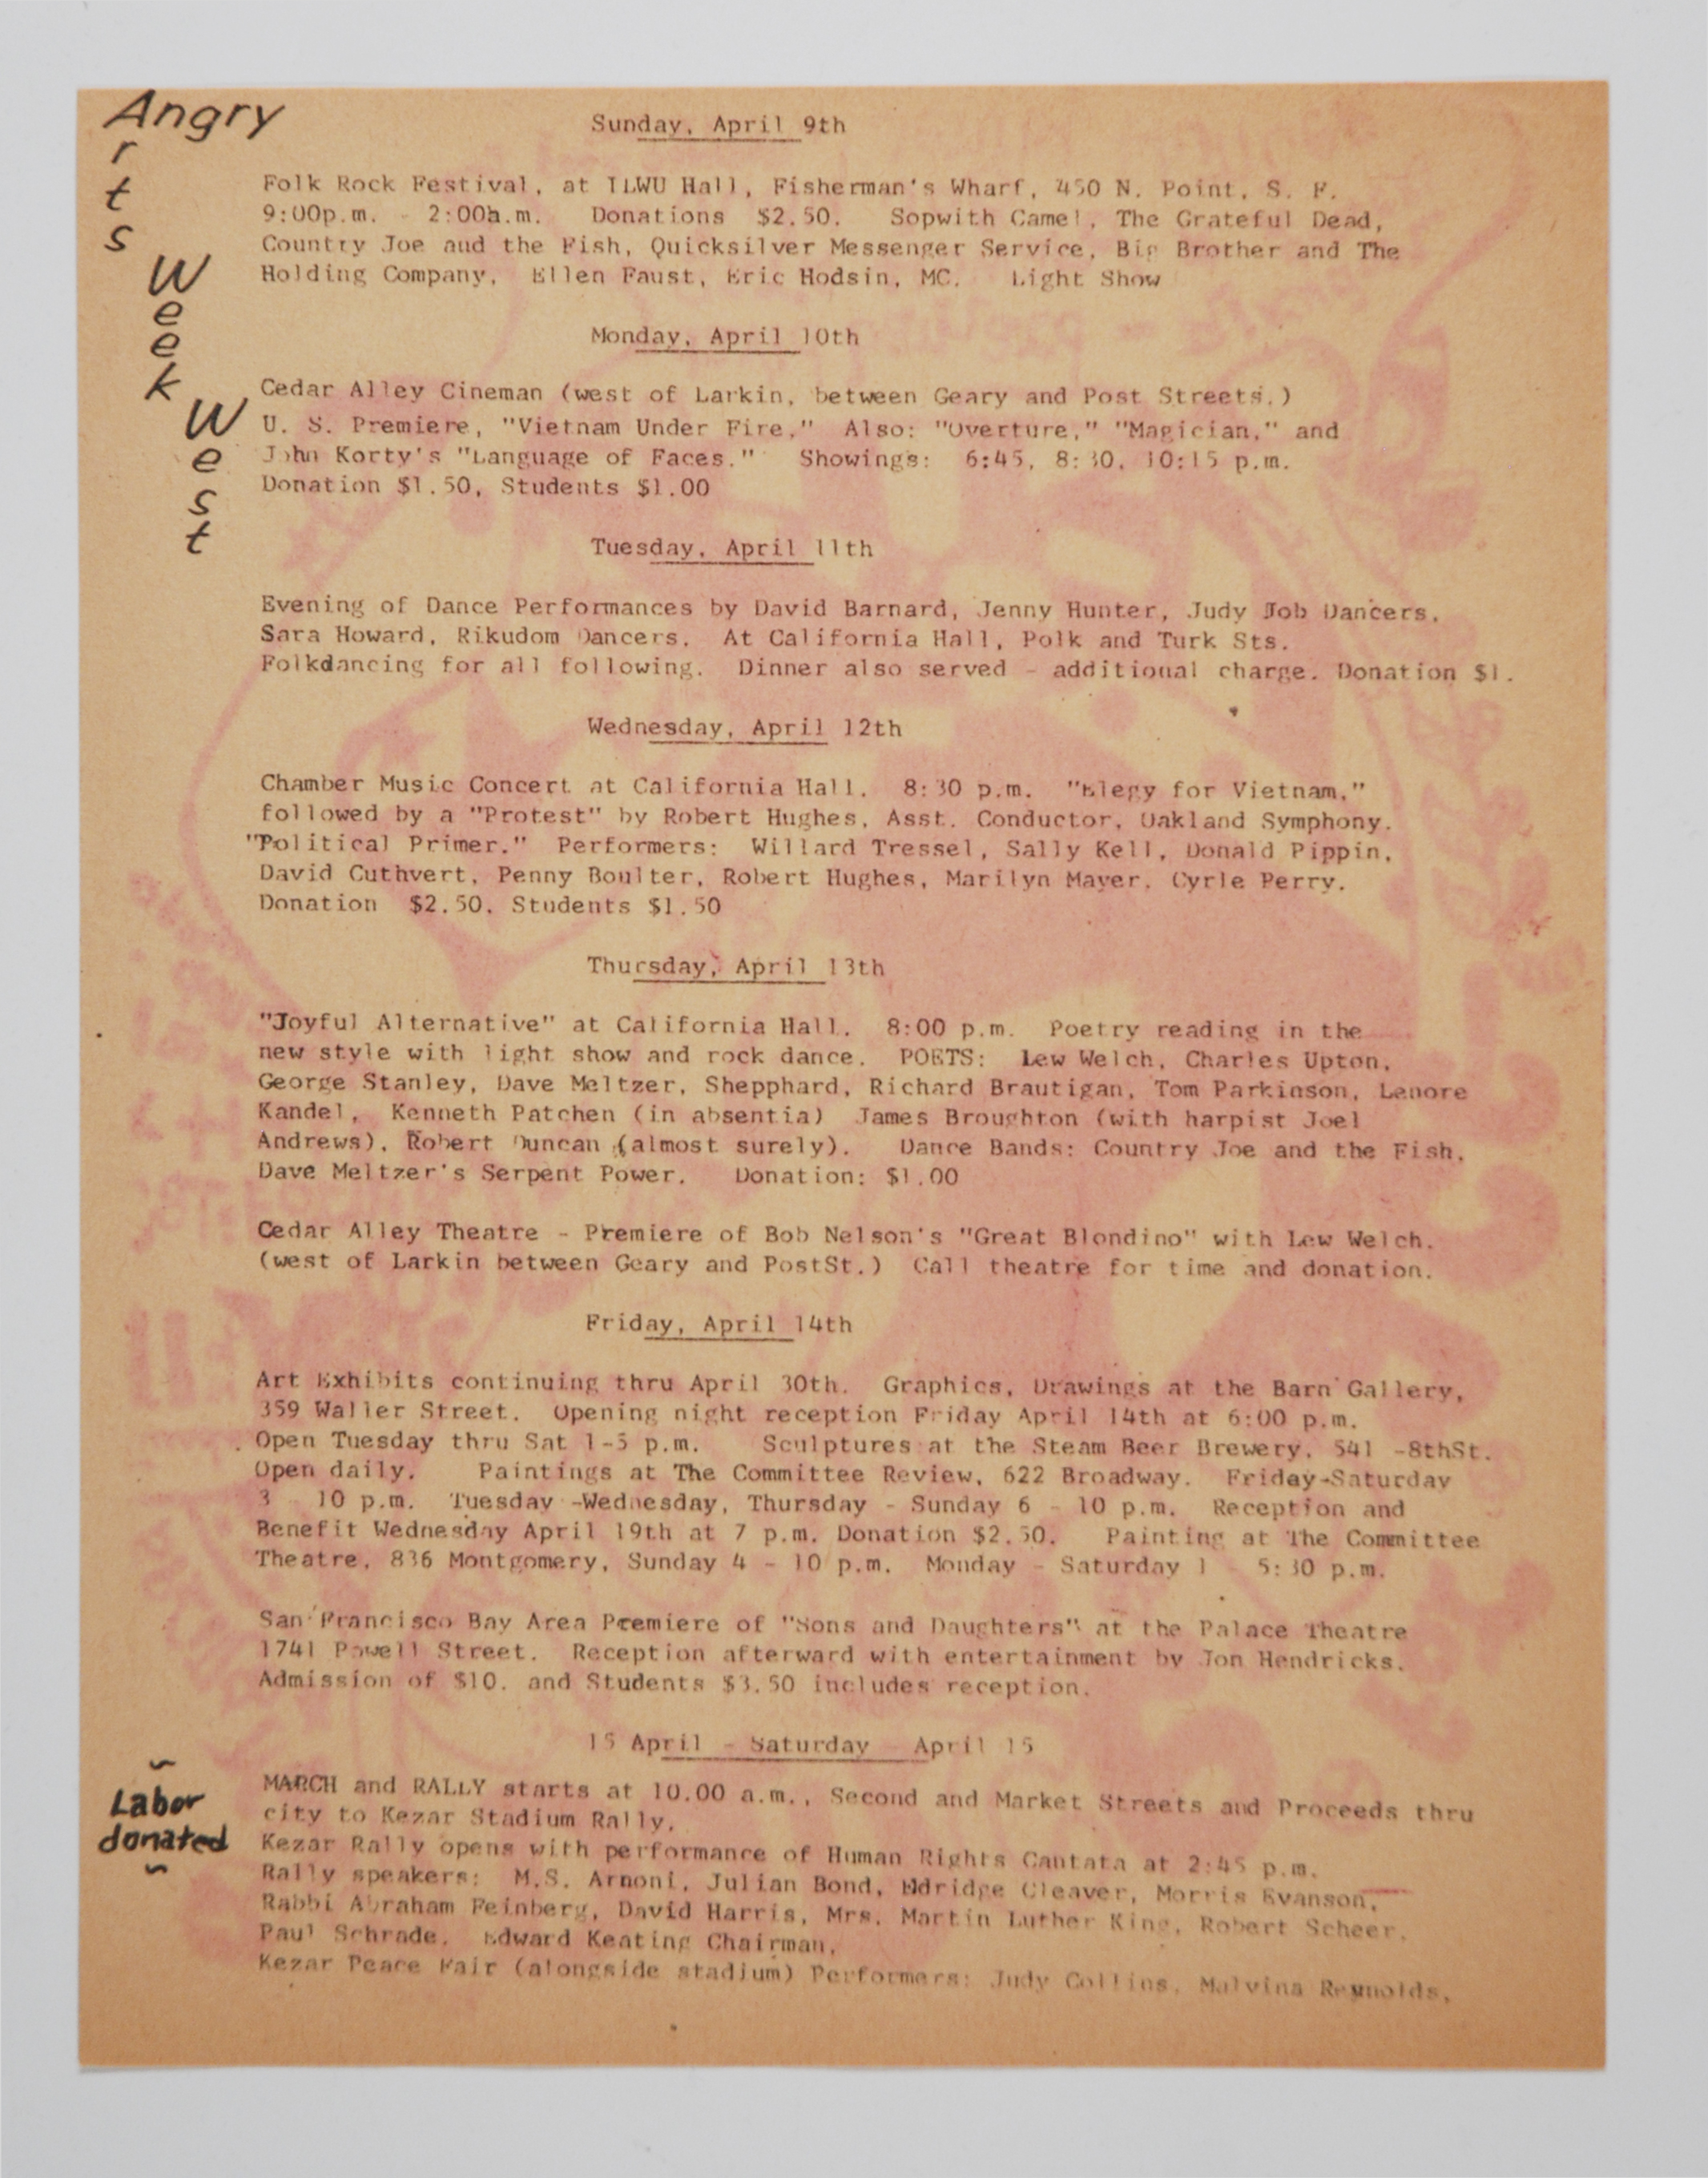 Angry
Arts
Week
West
Sunday, April 9th
Folk Rock Festival, at ILWU Hall, Fisherman's Wharf, 450 N. Point, S. F.
9:00p.m. - 2:00a.m. Donations $2.50. Sopwith Camel, The Grateful Dead,
Country Joe and the Fish, Quicksilver Messenger Service, Big Brother and The
Holding Company, Ellen Faust, Eric Hodsin, MC. Light Show
Monday, April 10th
Cedar Alley Cineman (west of Larkin, between Geary and Post Streets.)
U. S. Premiere, "Vietnam Under Fire," Also: "Overture," "Magician," and
John Korty's "Language of Faces." Showings: 6:45, 8:30, 10:15 p.m.
Donation $1.50, Students $1.00
Tuesday, April 11th
Evening of Dance Performances by David Barnard, Jenny Hunter, Judy Job Dancers,
Sara Howard, Rikudom Dancers. At California Hall, Polk and Turk Sts.
Folkdancing for all following. Dinner also served - additional charge. Donation $1.
Wednesday, April 12th
Chamber Music Concert at California Hall. 8:30 p.m. "Elegy for Vietnam,"
followed by a "Protest" by Robert Hughes, Asst. Conductor, Oakland Symphony.
"Political Primer." Performers: Willard Tressel, Sally Kell, Donald Pippin,
David Cuthvert, Penny Boulter, Robert Hughes, Marilyn Mayer, Cyrle Perry.
Donation $2.50, Students $1.50
Thursday, April 13th
"Joyful Alternative" at California Hall. 8:00 p.m. Poetry reading in the
new style with light show and rock dance. POETS: Lew Welch, Charles Upton,
George Stanley, Dave Meltzer, Shepphard, Richard Brautigan, Tom Parkinson, Lenore
Kandel, Kenneth Patchen (in absentia) James Broughton (with harpist Joel
Andrews), Robert Duncan (almost surely). Dance Bands: Country Joe and the Fish,
Dave Meltzer's Serpent Power. Donation: $1.00
Cedar Alley Theatre - Premiere of Bob Nelson's "Great Blondino" with Lew Welch.
(west of Larkin between Geary and PostSt.) Call theatre for time and donation.
Friday, April 14th
Art Exhibits continuing thru April 30th. Graphics, Drawings at the Barn Gallery,
359 Waller Street. Opening night reception Friday April 14th at 6:00 p.m.
Open Tuesday thru Sat 1-5 p.m. Sculptures at the Steam Beer Brewery, 541 -8thSt.
Open daily. Paintings at The Committee Review, 622 Broadway. Friday-Saturday
3 - 10 p.m. Tuesday -Wednesday, Thursday - Sunday 6 - 10 p.m. Reception and
Benefit Wednesday April 19th at 7 p.m. Donation $2.50. Painting at The Committee
Theatre, 836 Montgomery, Sunday 4 - 10 p.m. Monday - Saturday 1 - 5:30 p.m.
San Francisco Bay Area Premiere of "Sons and Daughters" at the Palace Theatre
1741 Powell Street. Reception afterward with entertainment by Jon Hendricks.
Admission of $10. and Students $3.50 includes reception.
15 April - Saturday - April 15
MARCH and RALLY starts at 10.00 a.m., Second and Market Streets and Proceeds thru
city to Kezar Stadium Rally.
Kezar Rally opens with performance of Human Rights Cantata at 2:45 p.m.
Rally speakers: M.S. Arnoni, Julian Bond, Eldridge Cleaver, Morris Evanson,
Rabbi Abraham Feinberg, David Harris, Mrs. Martin Luther King, Robert Scheer,
Paul Schrade, Edward Keating Chairman.
Kezar Peace Fair (alongside stadium) Performers: Judy Collins, Malvina Reynolds,
Labor
donated